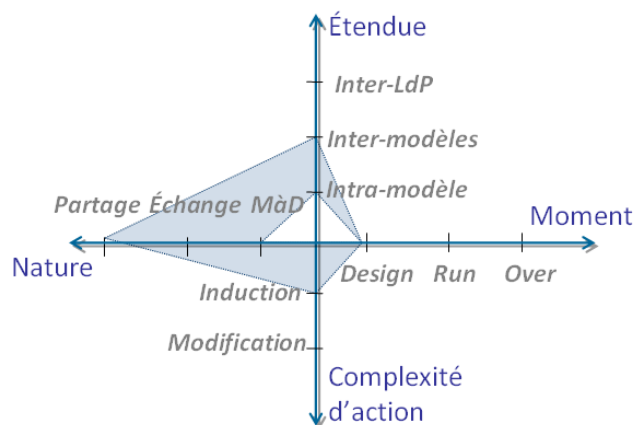 Étendue
Inter-LdP
Inter-modèles
Intra-modèle
Partage Échange MàD
Moment
Nature
Design Run Over
Induction
Modification
Complexité
d'action